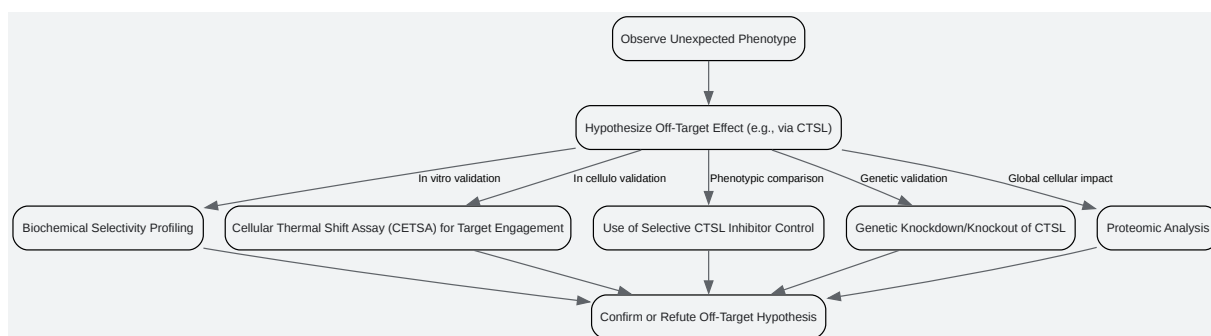 Observe Unexpected Phenotype
Hypothesize Off-Target Effect (e.g., via CTSL)
In vitro validation
In cellulo validation
Phenotypic comparison
Genetic validation
Global cellular impact
Biochemical Selectivity Profiling
Cellular Thermal Shift Assay (CETSA) for Target Engagement
Use of Selective CTSL Inhibitor Control
Genetic Knockdown/Knockout of CTSL
Proteomic Analysis
Confirm or Refute Off-Target Hypothesis